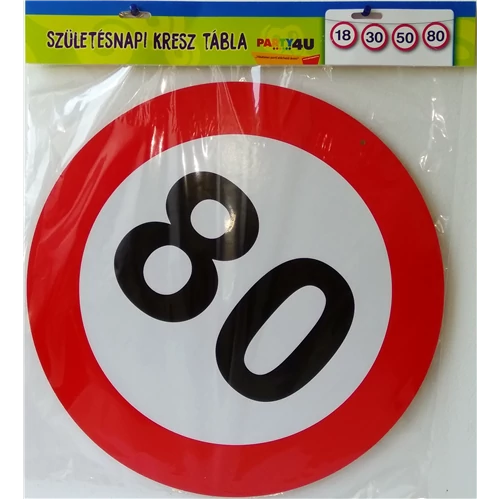 SZÜLETÉSNAPI KRESZ TÁBLA
PARTY4U
18 30 50 80
80